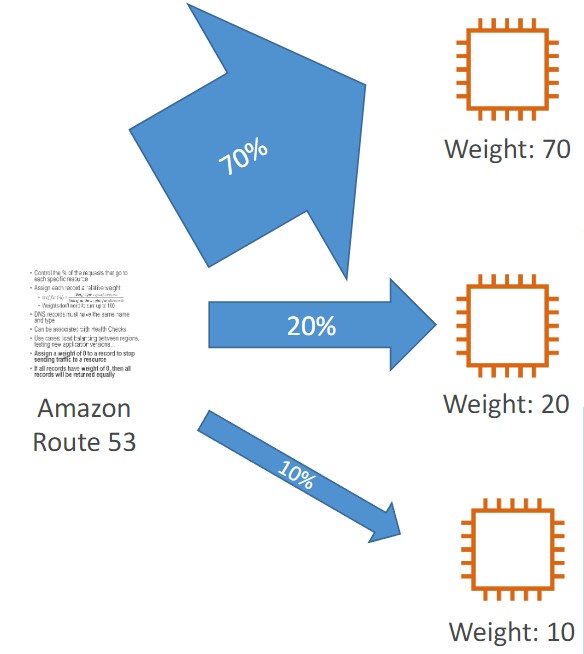 70%
Weight: 70
• Control the % of the requests that go to
each specific resource
• Assign each record a relative weight
• Weights don't need to sum up to 100
• DNS records must have the same name
and type
• Can be associated with Health Checks
• Use cases: load balancing between regions,
testing new application versions...
• Assign a weight of 0 to a record to stop
sending traffic to a resource
• If all records have weight of 0, then all
records will be returned equally
20%
Amazon
Route 53
Weight: 20
10%
Weight: 10